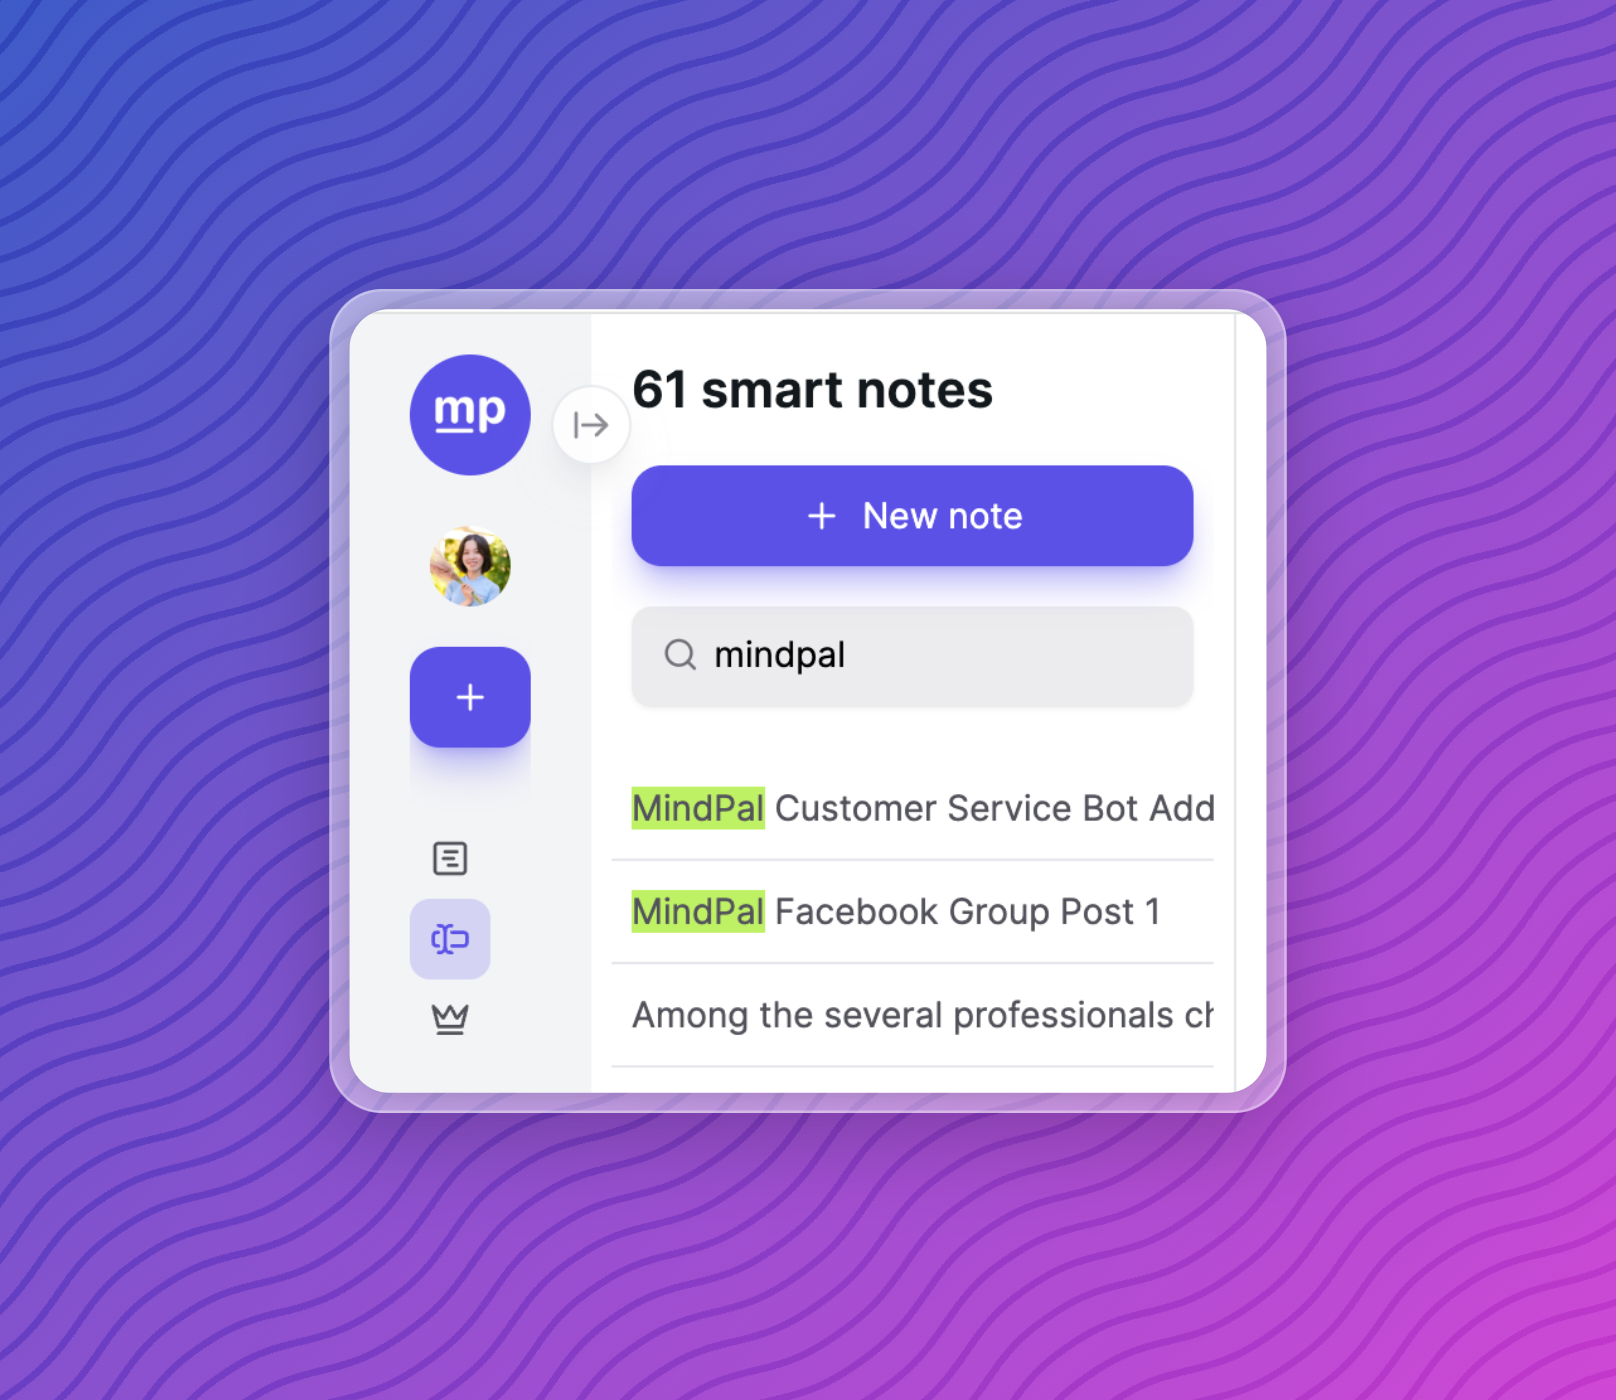 mp
61 smart notes
New note
mindpal
MindPal Customer Service Bot Add
MindPal Facebook Group Post 1
Among the several professionals